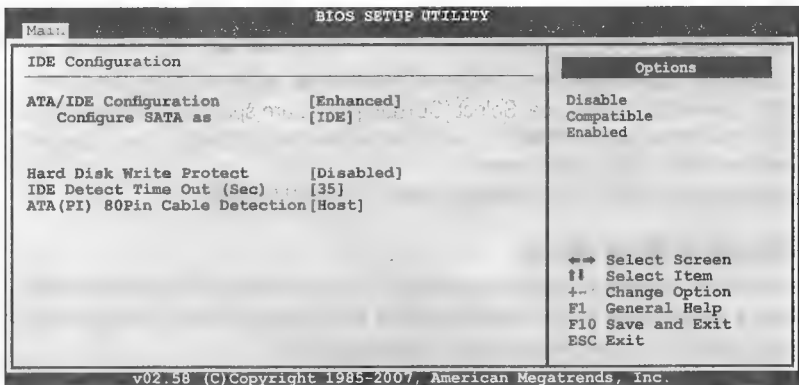 BIOS SETUP UTILITY
Main
IDE Configuration
ATA/IDE Configuration [Enhanced]
Configure SATA as [IDE]
Hard Disk Write Protect [Disabled]
IDE Detect Time Out (Sec) [35]
ATA(PI) 80Pin Cable Detection[Host]
Options
Disable
Compatible
Enabled
←→ Select Screen
↑↓ Select Item
+- Change Option
F1 General Help
F10 Save and Exit
ESC Exit
v02.58 (C)Copyright 1985-2007, American Megatrends, Inc.